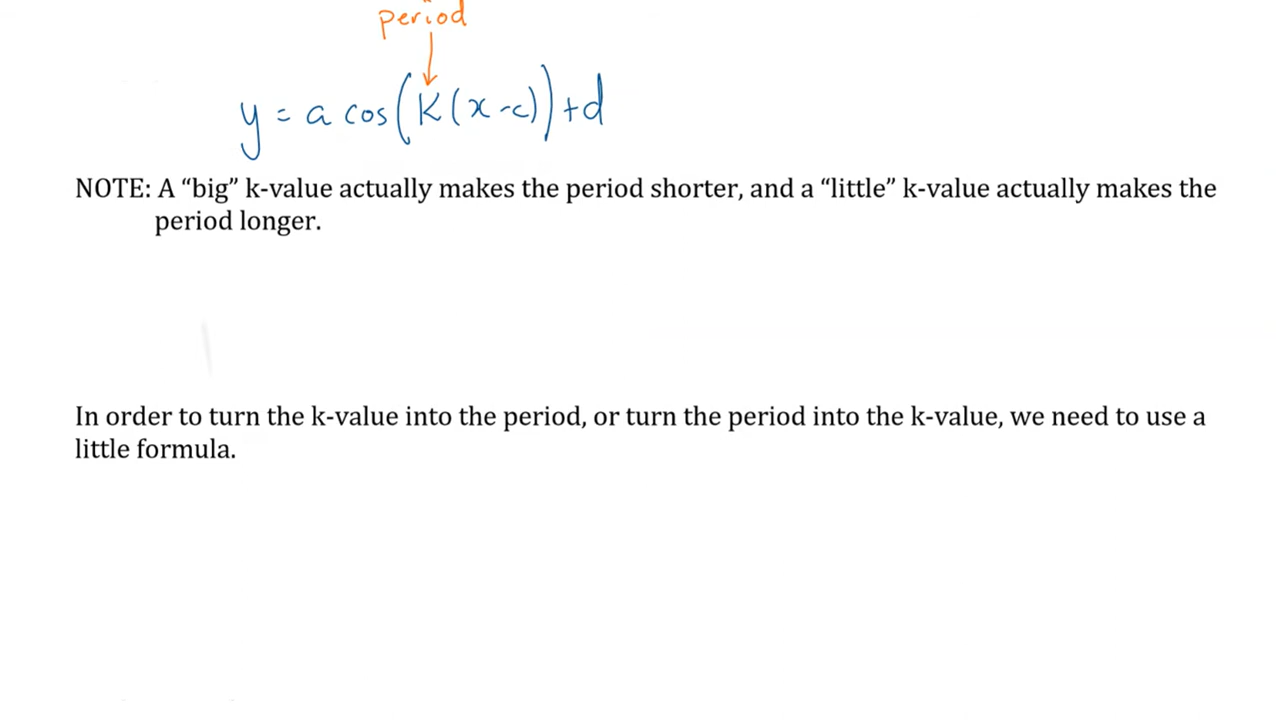 period
y = a cos(k(x-c))+d
NOTE: A “big” k-value actually makes the period shorter, and a “little” k-value actually makes the
period longer.
In order to turn the k-value into the period, or turn the period into the k-value, we need to use a
little formula.